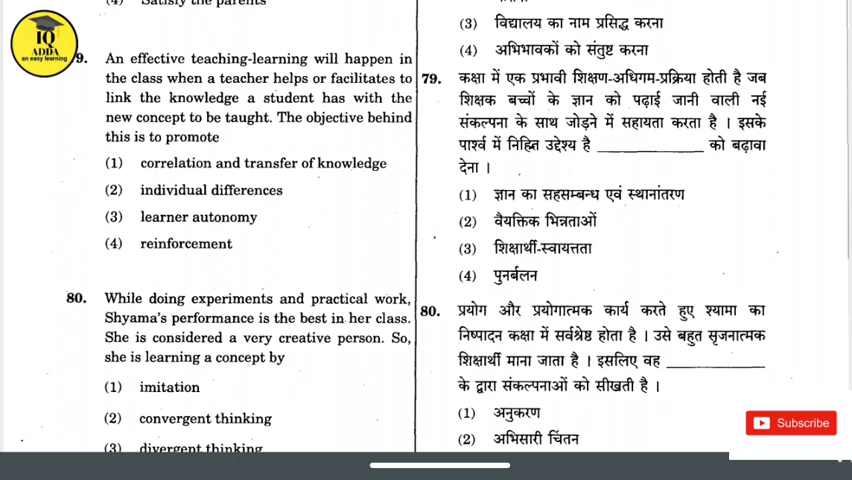 (4) Satisfy the parents
IQ
ADDA
an easy learning
9. An effective teaching-learning will happen in
the class when a teacher helps or facilitates to
link the knowledge a student has with the
new concept to be taught. The objective behind
this is to promote
(1) correlation and transfer of knowledge
(2) individual differences
(3) learner autonomy
(4) reinforcement
80. While doing experiments and practical work,
Shyama's performance is the best in her class.
She is considered a very creative person. So,
she is learning a concept by
(1) imitation
(2) convergent thinking
(3) divergent thinking
(3) विद्यालय का नाम प्रसिद्ध करना
(4) अभिभावकों को संतुष्ट करना
79. कक्षा में एक प्रभावी शिक्षण-अधिगम-प्रक्रिया होती है जब
शिक्षक बच्चों के ज्ञान को पढ़ाई जानी वाली नई
संकल्पना के साथ जोड़ने में सहायता करता है । इसके
पार्श्व में निहित उद्देश्य है ____________ को बढ़ावा
देना ।
(1) ज्ञान का सहसम्बन्ध एवं स्थानांतरण
(2) वैयक्तिक भिन्नताओं
(3) शिक्षार्थी-स्वायत्तता
(4) पुनर्बलन
80. प्रयोग और प्रयोगात्मक कार्य करते हुए श्यामा का
निष्पादन कक्षा में सर्वश्रेष्ठ होता है । उसे बहुत सृजनात्मक
शिक्षार्थी माना जाता है । इसलिए वह ____________
के द्वारा संकल्पनाओं को सीखती है ।
(1) अनुकरण
(2) अभिसारी चिंतन
Subscribe